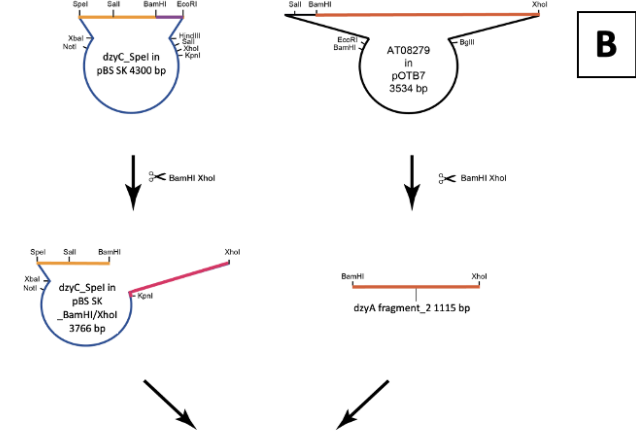 SpeI SalI BamHI EcoRI
XbaI
NotI
HindIII
SalI
XhoI
KpnI
dzyC_SpeI in
pBS SK 4300 bp
SalI BamHI XhoI
EcoRI
BamHI
BglII
AT08279
in
pOTB7
3534 bp
B
BamHI XhoI
BamHI XhoI
SpeI SalI BamHI XhoI
XbaI
NotI
KpnI
dzyC_SpeI in
pBS SK
_BamHI/XhoI
3766 bp
BamHI XhoI
dzyA fragment_2 1115 bp